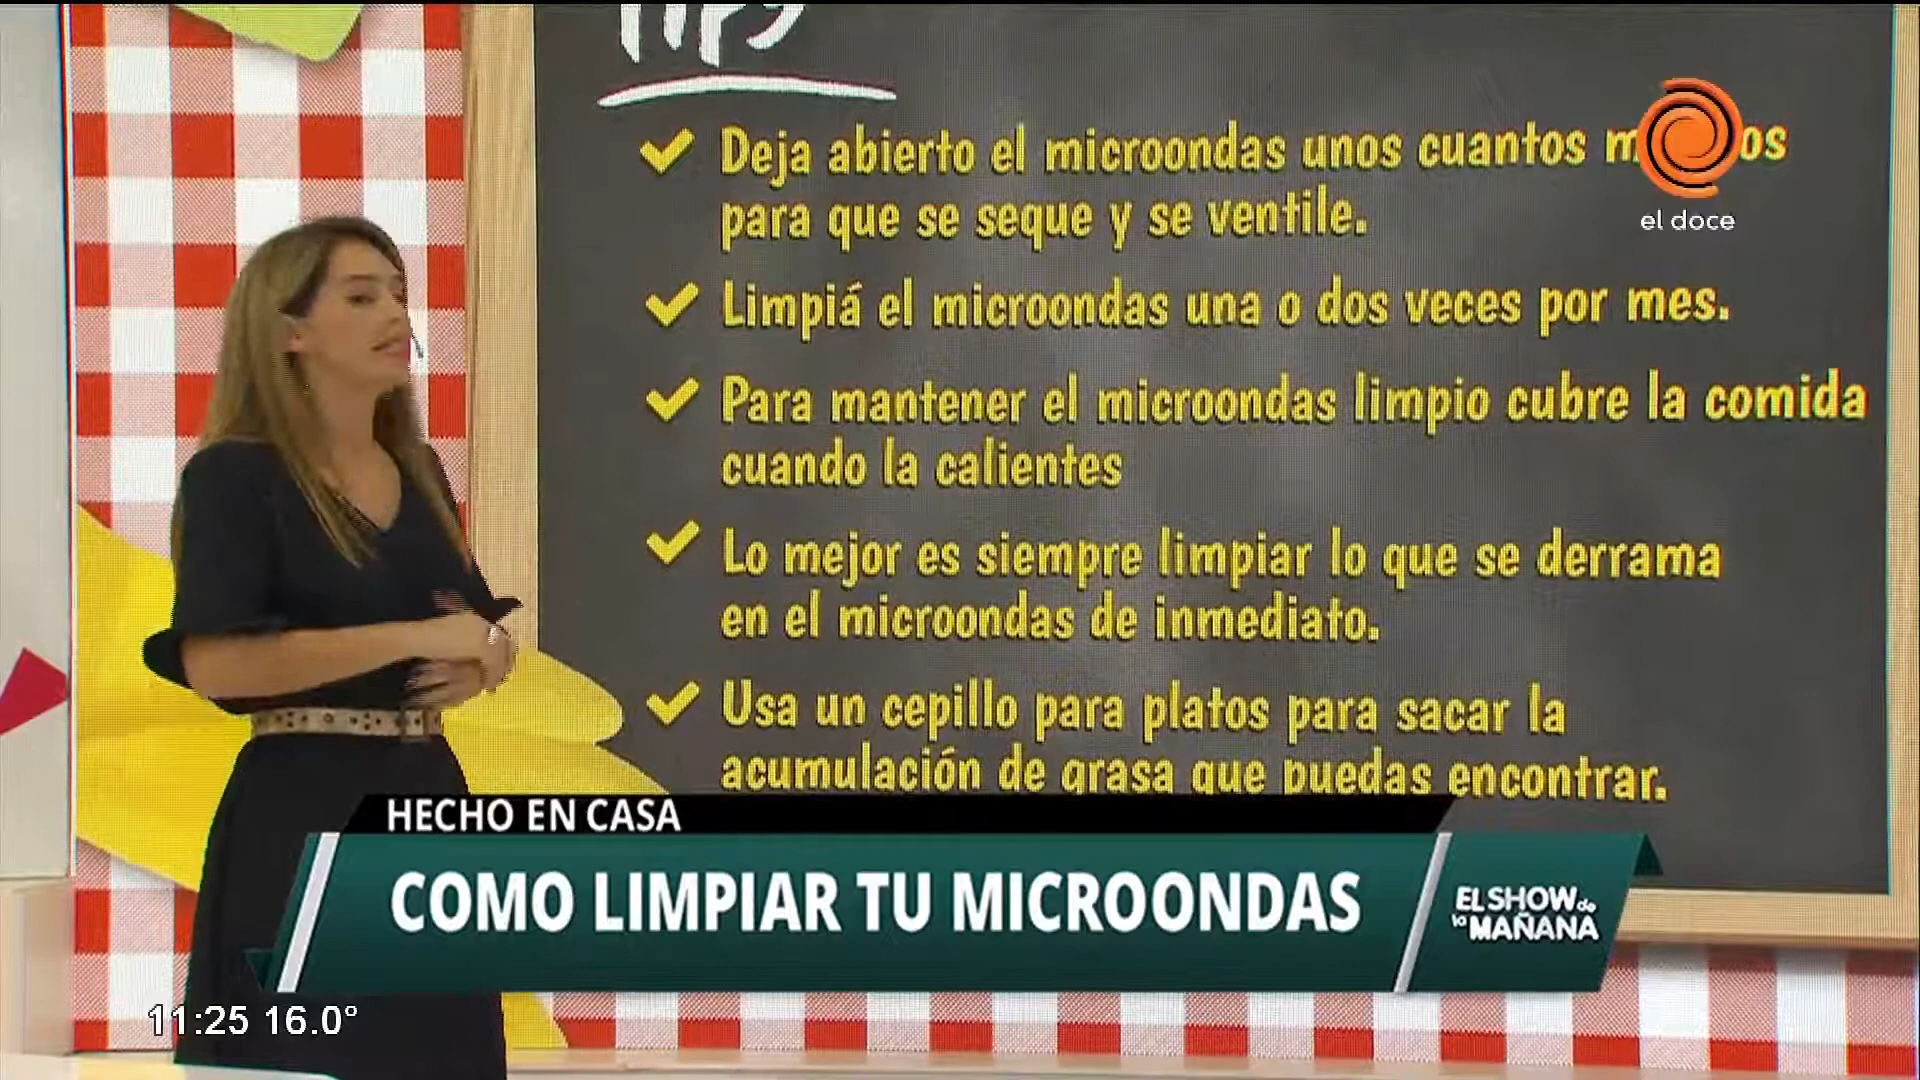 Tips
Deja abierto el microondas unos cuantos
para que se seque y se ventile.
Limpiá el microondas una o dos veces por mes.
Para mantener el microondas limpio cubre la comida
cuando la calientes
Lo mejor es siempre limpiar lo que se derrama
en el microondas de inmediato.
Usa un cepillo para platos para sacar la
acumulación de grasa que puedas encontrar.
el doce
HECHO EN CASA
COMO LIMPIAR TU MICROONDAS
EL SHOW de
la MAÑANA
11:25 16.0°